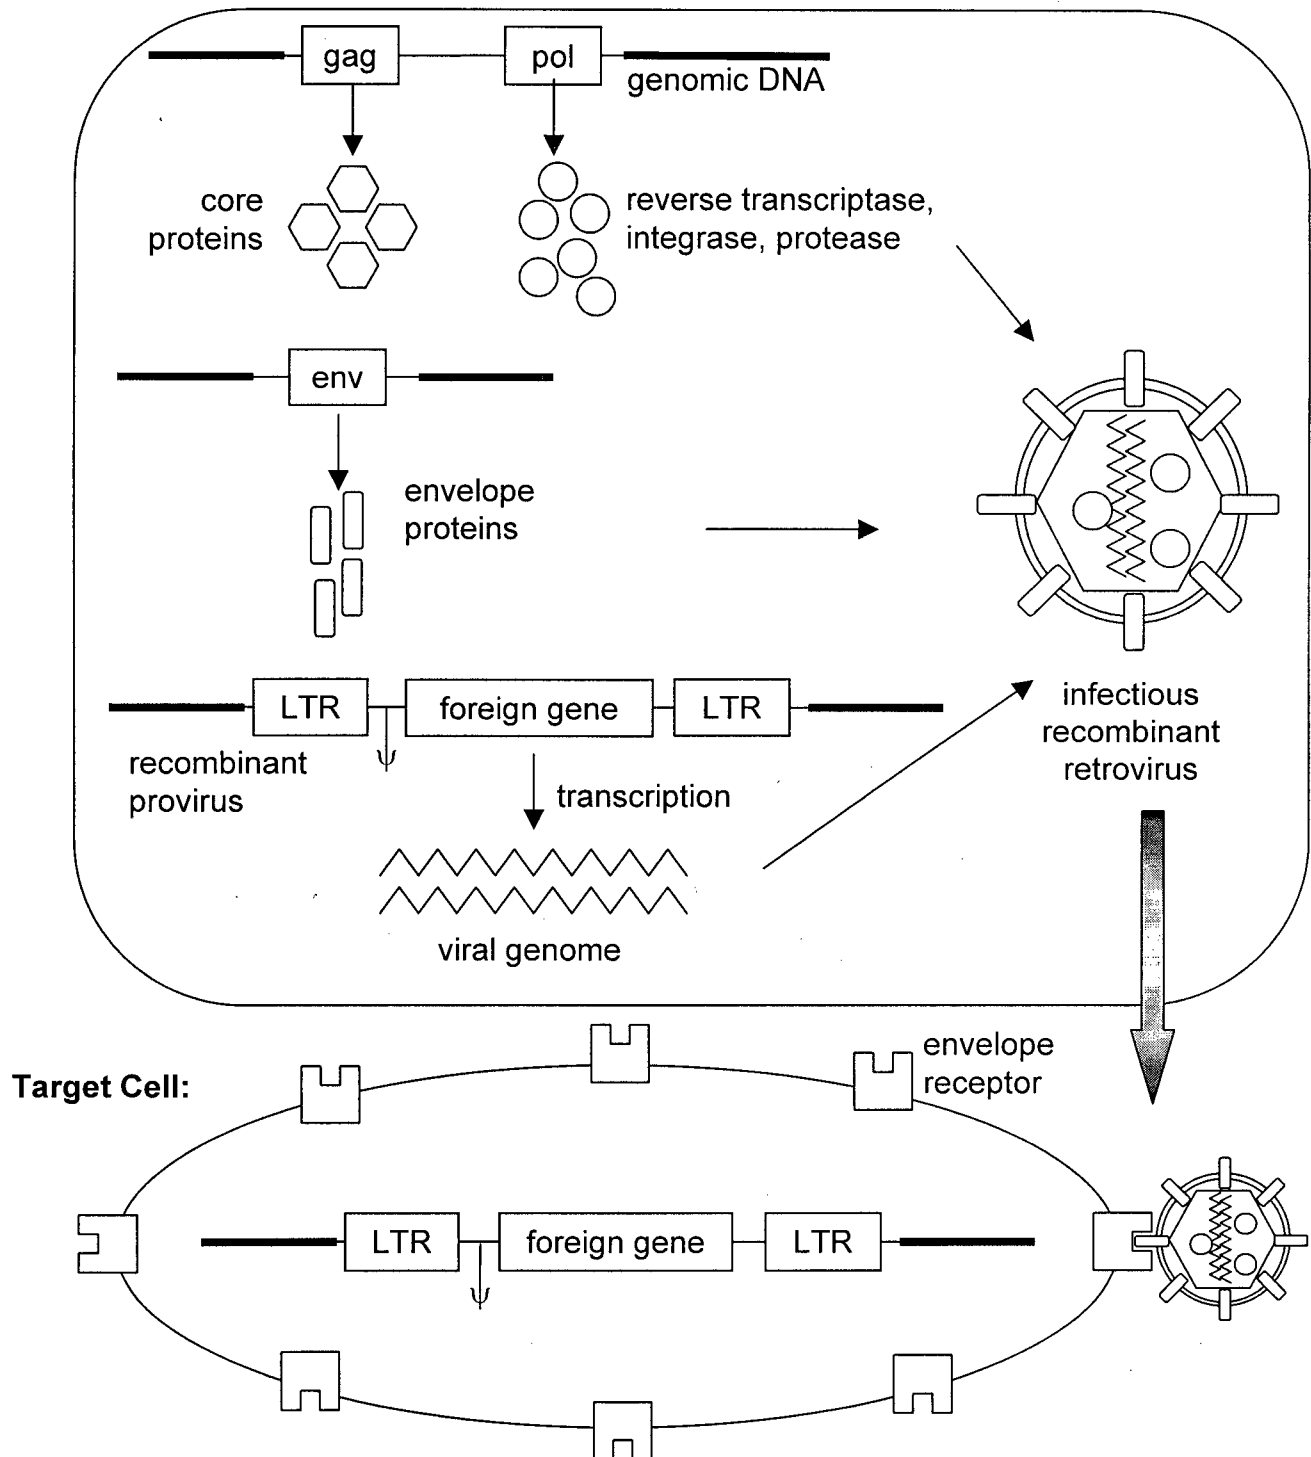 gag
pol
genomic DNA
core
proteins
reverse transcriptase,
integrase, protease
env
envelope
proteins
LTR
foreign gene
LTR
ψ
recombinant
provirus
transcription
viral genome
infectious
recombinant
retrovirus
envelope
receptor
Target Cell:
LTR
foreign gene
LTR
ψ